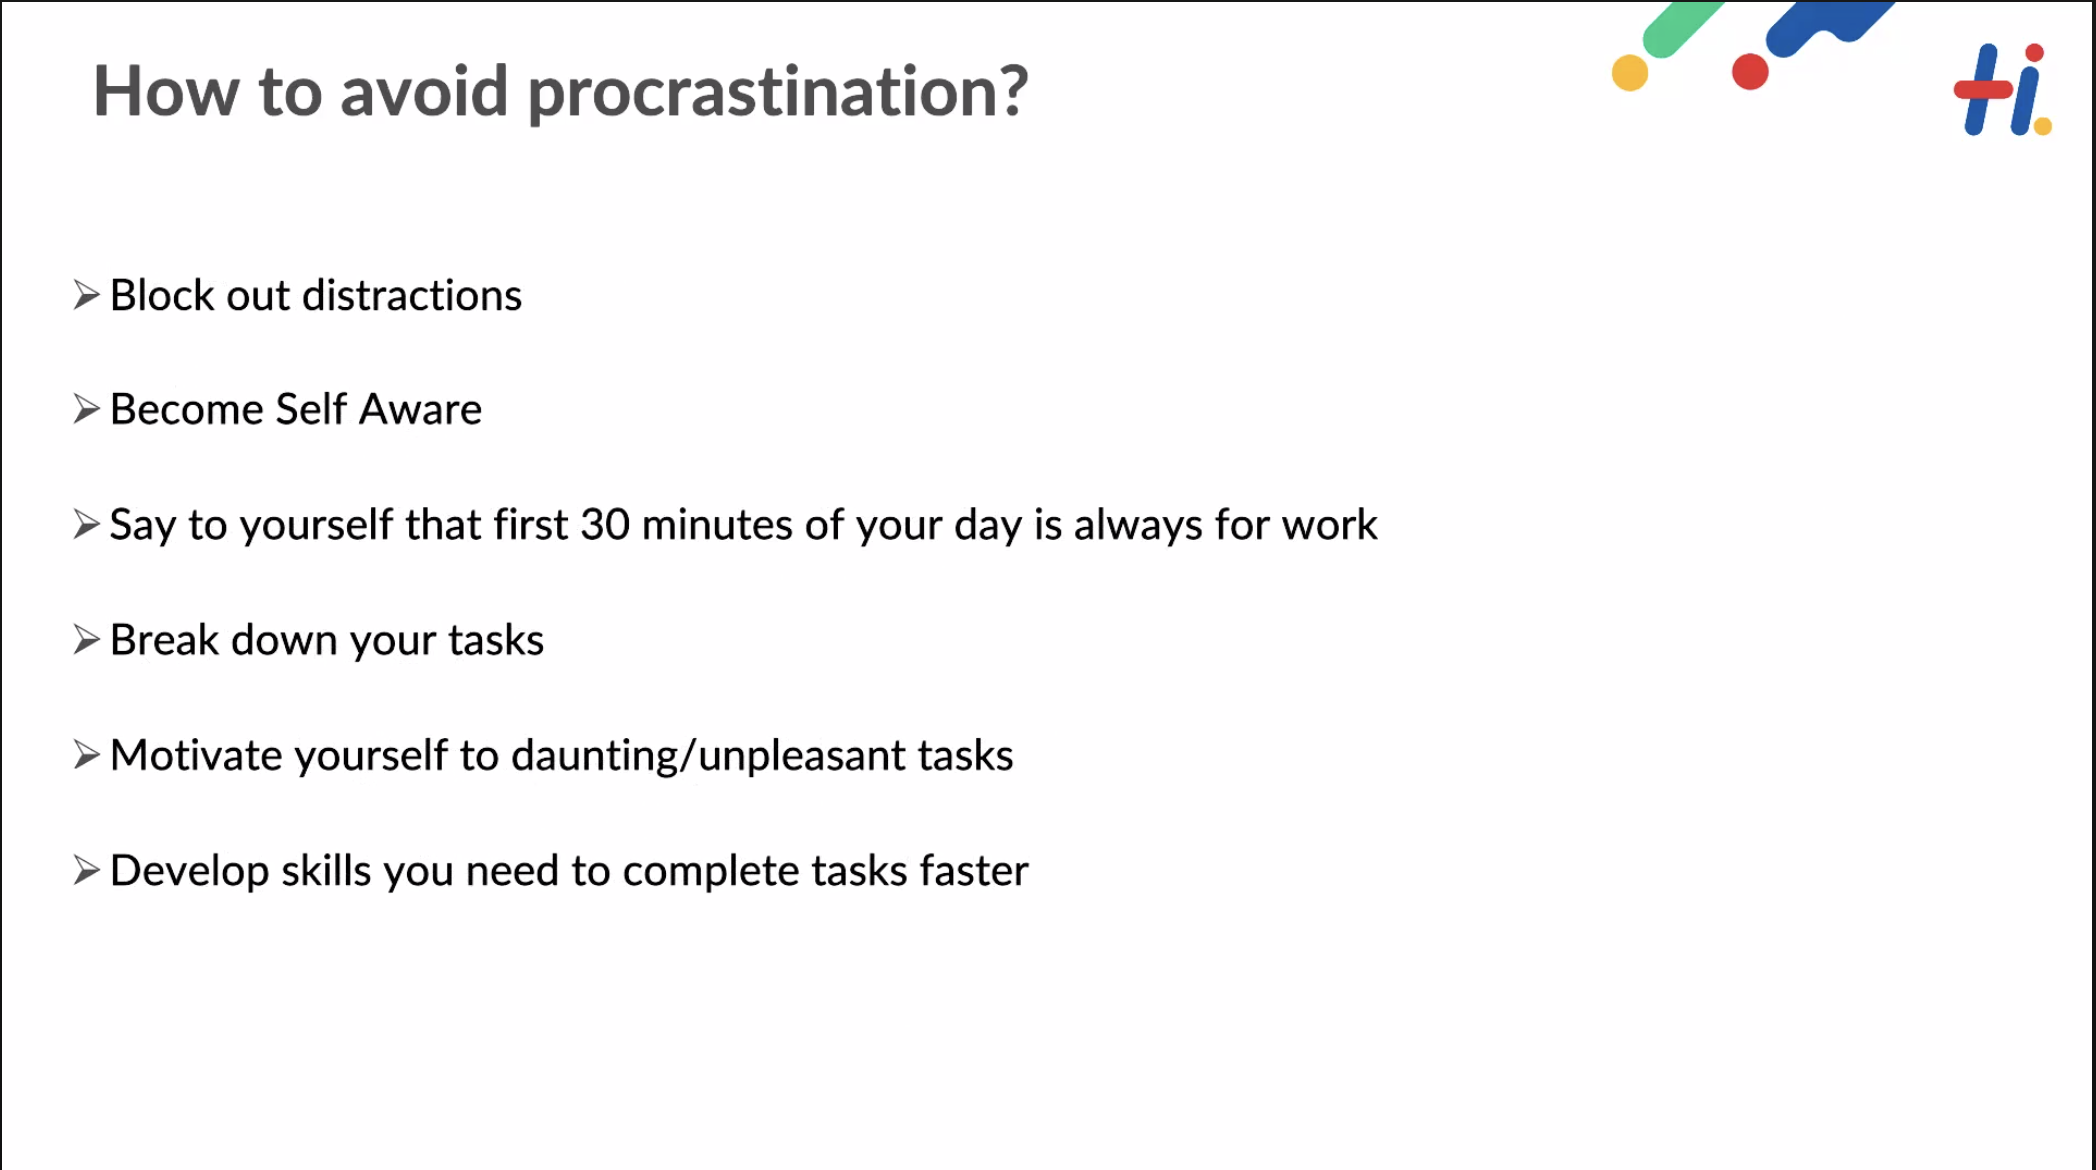 How to avoid procrastination?
Hi.
➢ Block out distractions
➢ Become Self Aware
➢ Say to yourself that first 30 minutes of your day is always for work
➢ Break down your tasks
➢ Motivate yourself to daunting/unpleasant tasks
➢ Develop skills you need to complete tasks faster